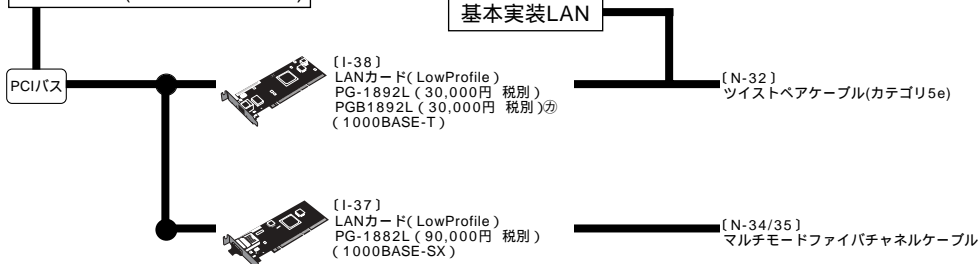 基本実装LAN
PCIバス
〔I-38〕
LANカード(LowProfile)
PG-1892L(30,000円 税別)
PGB1892L(30,000円 税別)㋕
(1000BASE-T)
〔N-32〕
ツイストペアケーブル(カテゴリ5e)
〔I-37〕
LANカード(LowProfile)
PG-1882L(90,000円 税別)
(1000BASE-SX)
〔N-34/35〕
マルチモードファイバチャネルケーブル